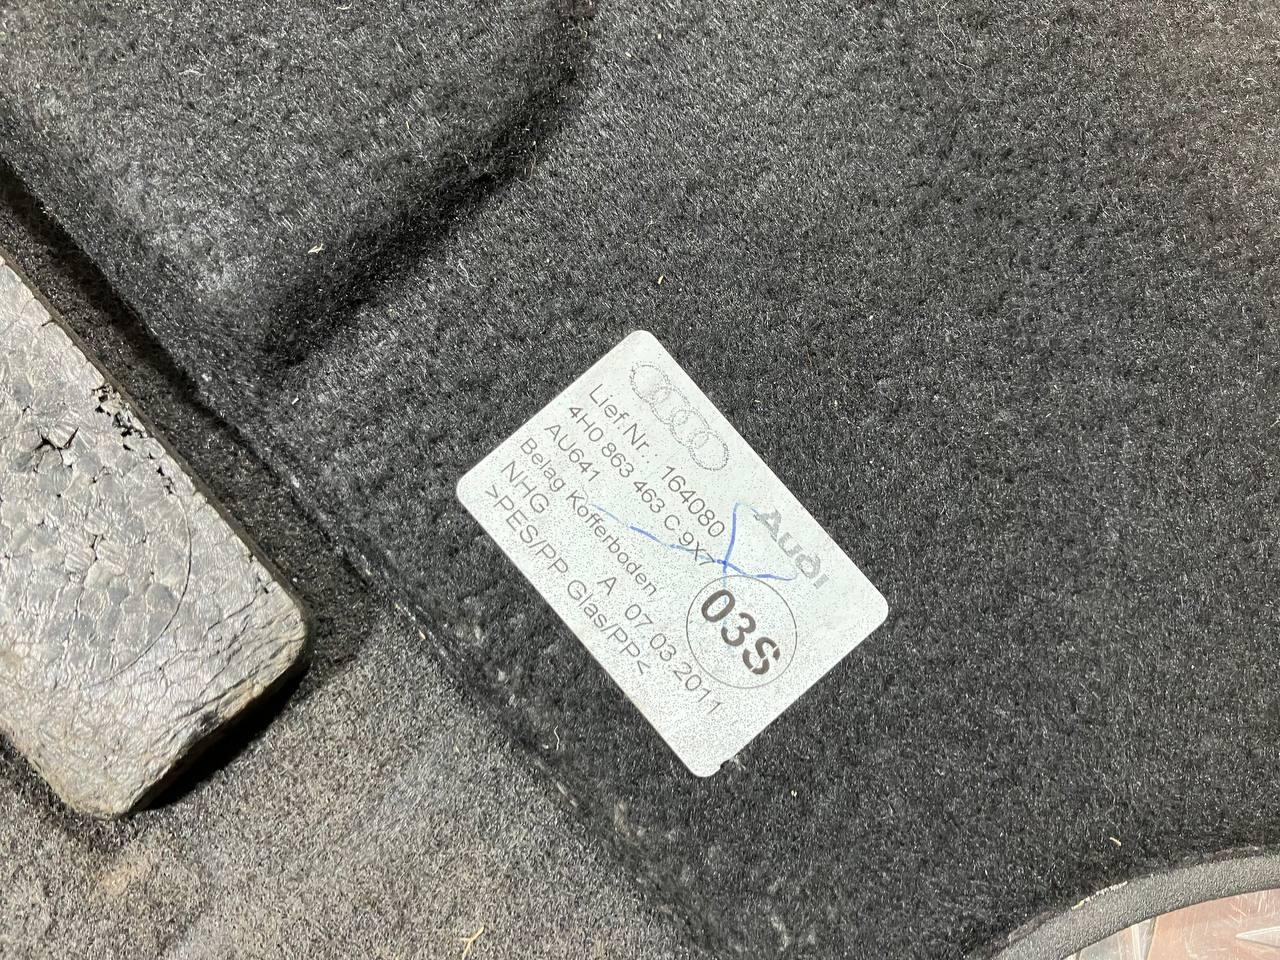 Audi
Lief.Nr.: 164080
4H0 863 463 C 9X7
AU641
Belag Kofferboden
NHG A 07.03.2011
>PES/PP Glas/PP<
03S